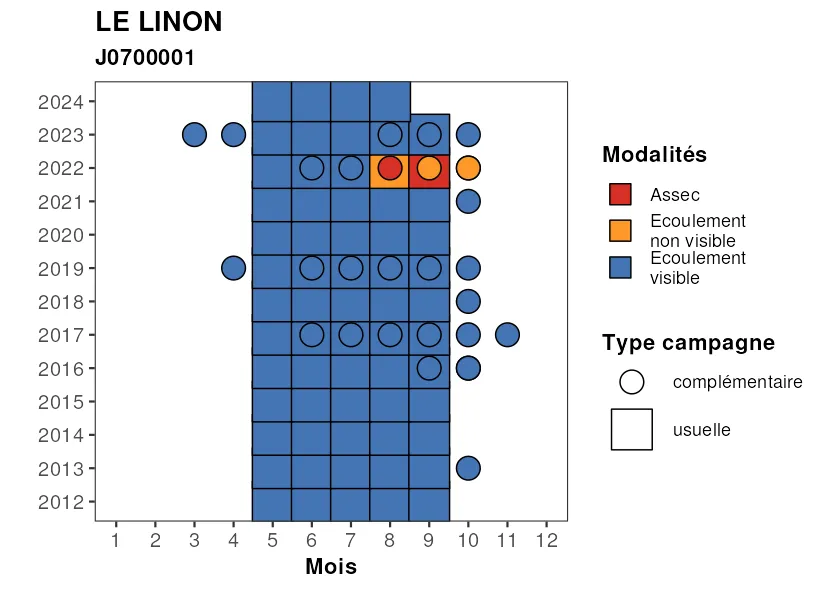 LE LINON
J0700001
2024
2023
2022
2021
2020
2019
2018
2017
2016
2015
2014
2013
2012
1 2 3 4 5 6 7 8 9 10 11 12
Mois
Modalités
Assec
Ecoulement
non visible
Ecoulement
visible
Type campagne
complémentaire
usuelle